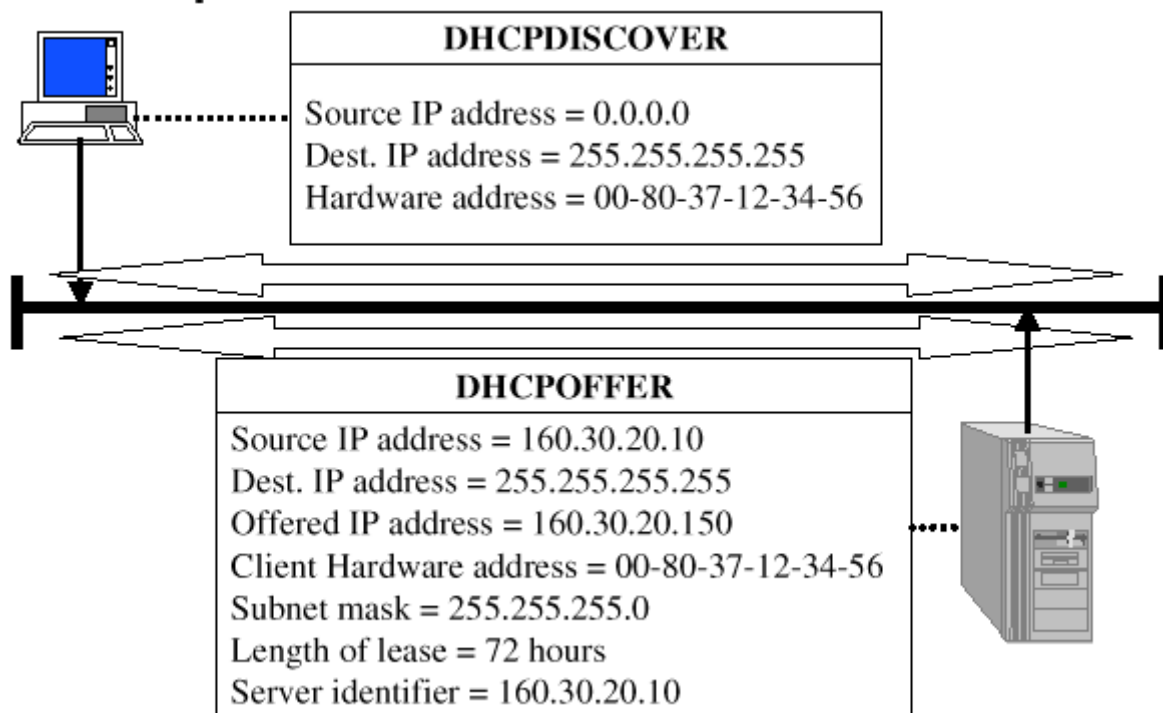 DHCPDISCOVER
Source IP address = 0.0.0.0
Dest. IP address = 255.255.255.255
Hardware address = 00-80-37-12-34-56
DHCPOFFER
Source IP address = 160.30.20.10
Dest. IP address = 255.255.255.255
Offered IP address = 160.30.20.150
Client Hardware address = 00-80-37-12-34-56
Subnet mask = 255.255.255.0
Length of lease = 72 hours
Server identifier = 160.30.20.10